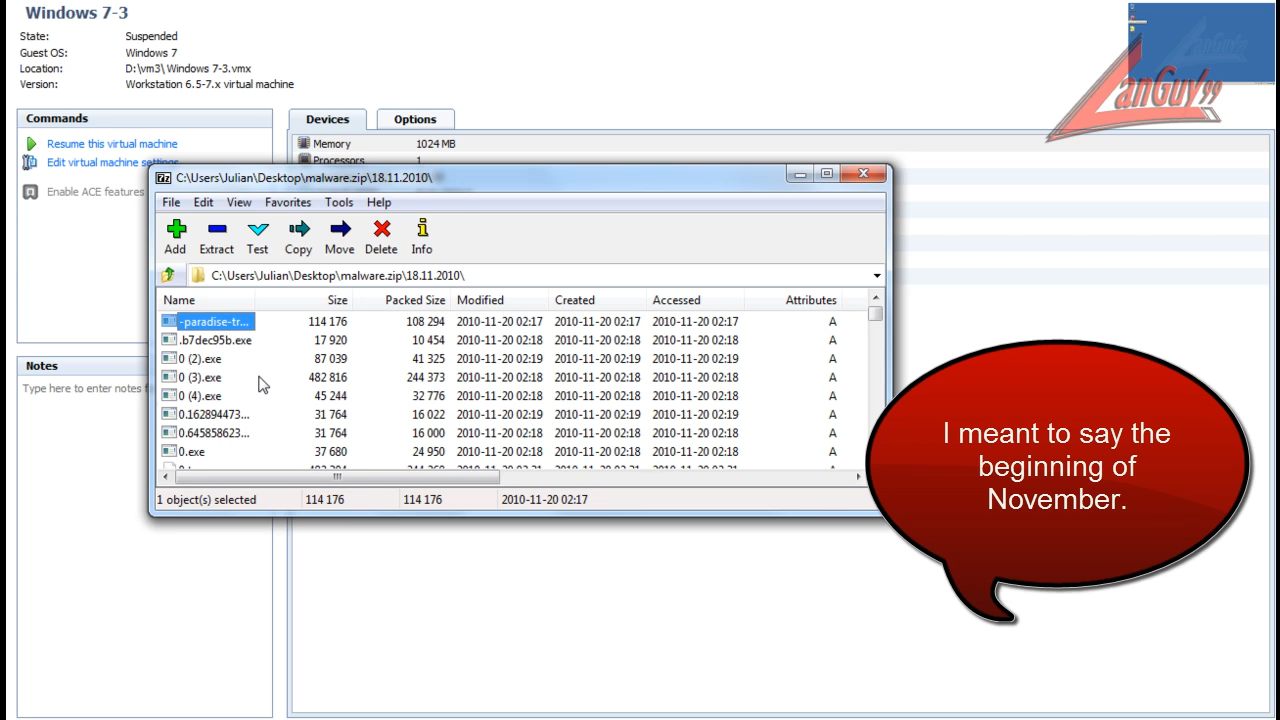 Windows 7-3
State: Suspended
Guest OS: Windows 7
Location: D:\vm3\Windows 7-3.vmx
Version: Workstation 6.5-7.x virtual machine
Commands
Resume this virtual machine
Edit virtual machine settings
Enable ACE features
Devices Options
Memory 1024 MB
Processors 1
C:\Users\Julian\Desktop\malware.zip\18.11.2010\
File Edit View Favorites Tools Help
Add Extract Test Copy Move Delete Info
C:\Users\Julian\Desktop\malware.zip\18.11.2010\
Name Size Packed Size Modified Created Accessed Attributes
-paradise-tr... 114 176 108 294 2010-11-20 02:17 2010-11-20 02:17 2010-11-20 02:17 A
.b7dec95b.exe 17 920 10 454 2010-11-20 02:18 2010-11-20 02:18 2010-11-20 02:18 A
0 (2).exe 87 039 41 325 2010-11-20 02:19 2010-11-20 02:19 2010-11-20 02:19 A
0 (3).exe 482 816 244 373 2010-11-20 02:18 2010-11-20 02:18 2010-11-20 02:18 A
0 (4).exe 45 244 32 776 2010-11-20 02:18 2010-11-20 02:18 2010-11-20 02:18 A
0.162894473... 31 764 16 022 2010-11-20 02:19 2010-11-20 02:19 2010-11-20 02:19 A
0.645858623... 31 764 16 000 2010-11-20 02:18 2010-11-20 02:18 2010-11-20 02:18 A
0.exe 37 680 24 950 2010-11-20 02:18 2010-11-20 02:18 2010-11-20 02:18 A
1 object(s) selected 114 176 114 176 2010-11-20 02:17
Notes
Type here to enter notes
LanGuy99
I meant to say the
beginning of
November.